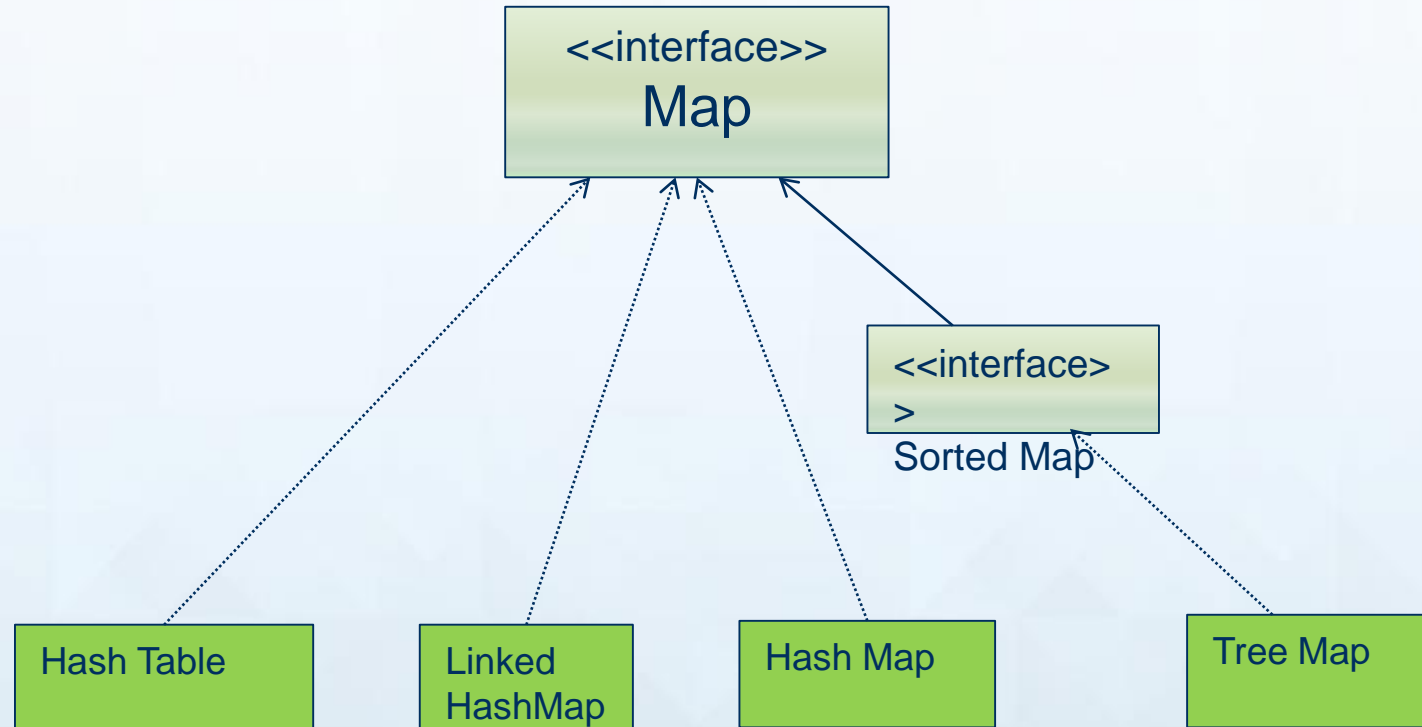 <<interface>>
Map
<<interface>
>
Sorted Map
Hash Table
Linked
HashMap
Hash Map
Tree Map